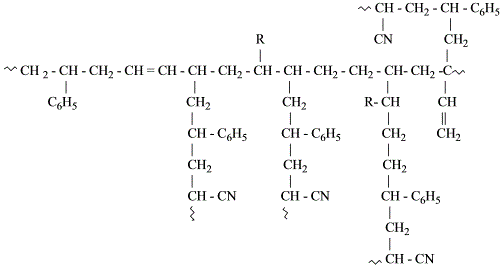 CH - CH₂ - CH - C₆H₅
R CN CH₂
CH₂ - CH - CH₂ - CH = CH - CH - CH₂ - CH - CH - CH₂ - CH₂ - CH - CH₂ - C
C₆H₅ CH₂ CH₂ R - CH CH
CH - C₆H₅ CH - C₆H₅ CH₂ CH₂
CH₂ CH₂ CH₂
CH - CN CH - CN CH - C₆H₅
CH₂
CH - CN